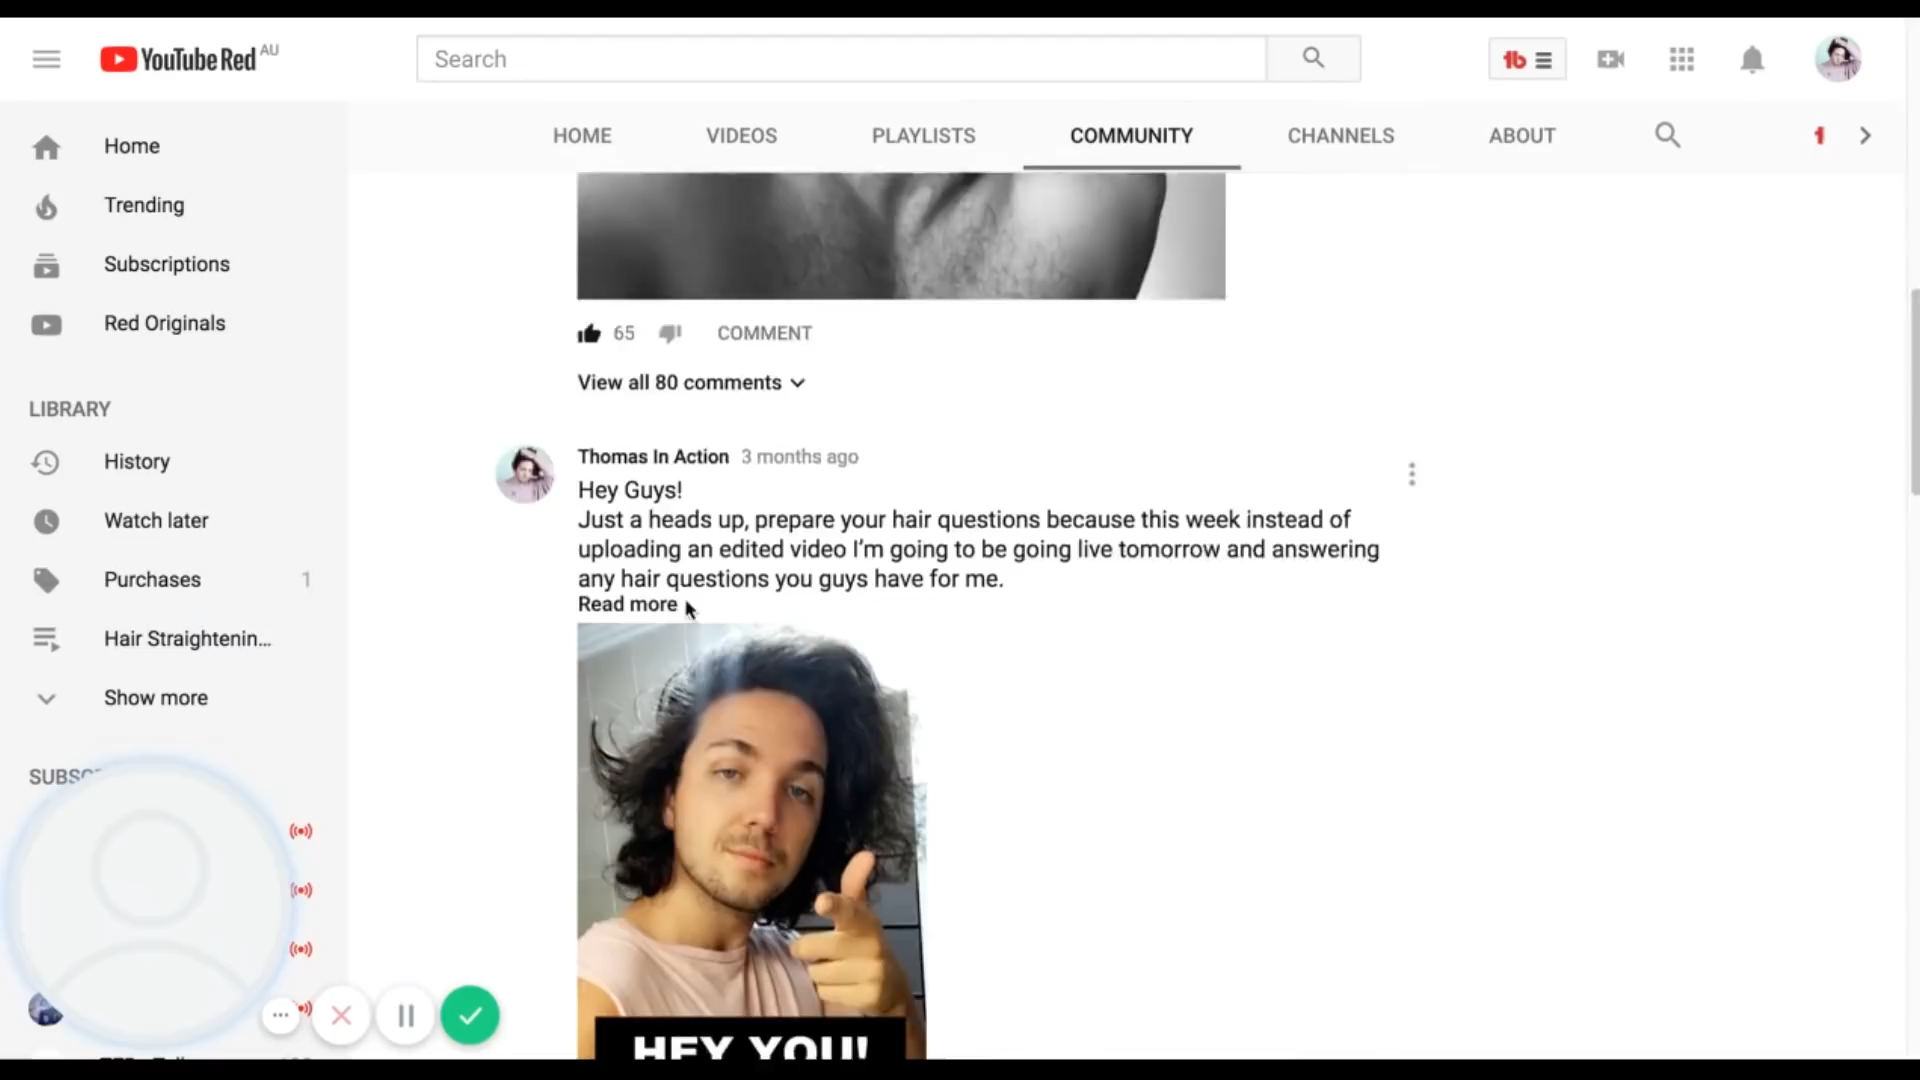 YouTube Red AU
Search
Home
Trending
Subscriptions
Red Originals
LIBRARY
History
Watch later
Purchases 1
Hair Straightenin...
Show more
HOME VIDEOS PLAYLISTS COMMUNITY CHANNELS ABOUT
65 COMMENT
View all 80 comments
Thomas In Action 3 months ago
Hey Guys!
Just a heads up, prepare your hair questions because this week instead of
uploading an edited video I'm going to be going live tomorrow and answering
any hair questions you guys have for me.
Read more
HEY YOU!